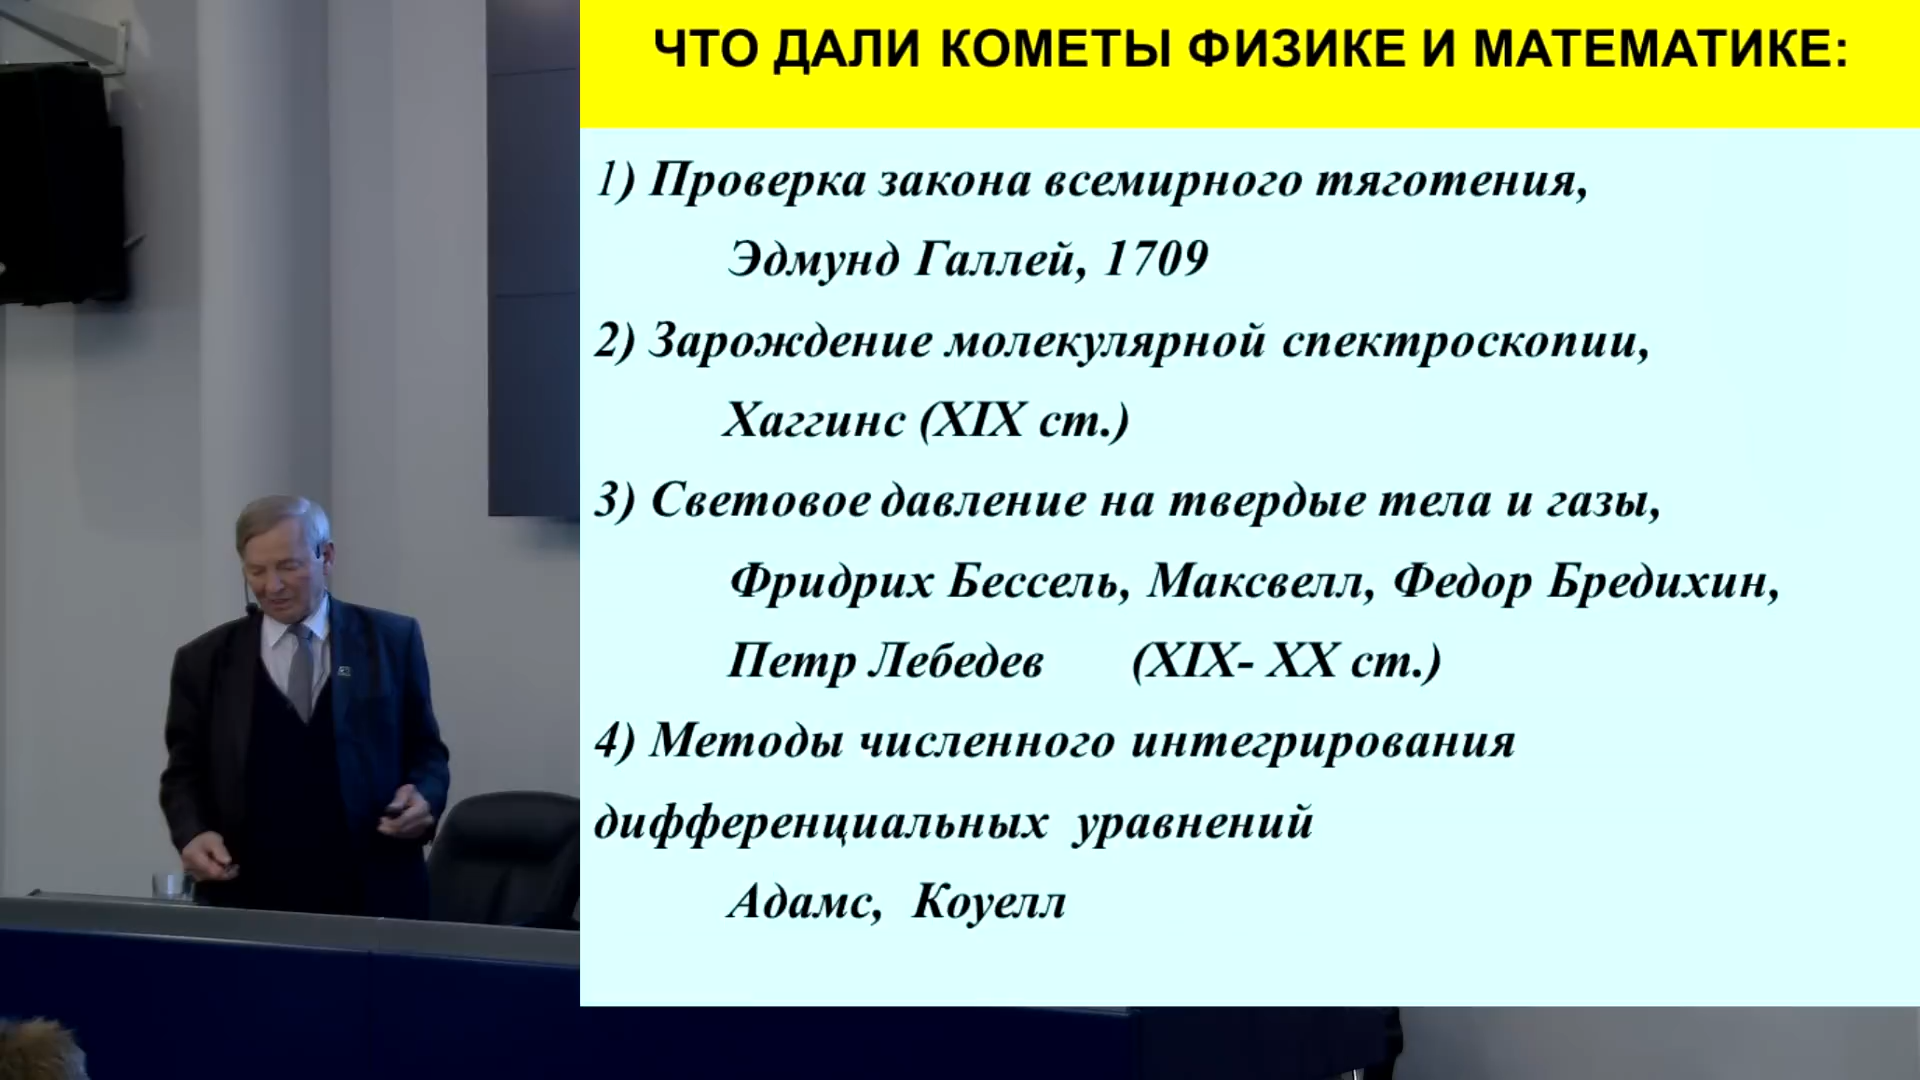 ЧТО ДАЛИ КОМЕТЫ ФИЗИКЕ И МАТЕМАТИКЕ:
1) Проверка закона всемирного тяготения,
Эдмунд Галлей, 1709
2) Зарождение молекулярной спектроскопии,
Хаггинс (XIX ст.)
3) Световое давление на твердые тела и газы,
Фридрих Бессель, Максвелл, Федор Бредихин,
Петр Лебедев (XIX- XX ст.)
4) Методы численного интегрирования
дифференциальных уравнений
Адамс, Коуелл